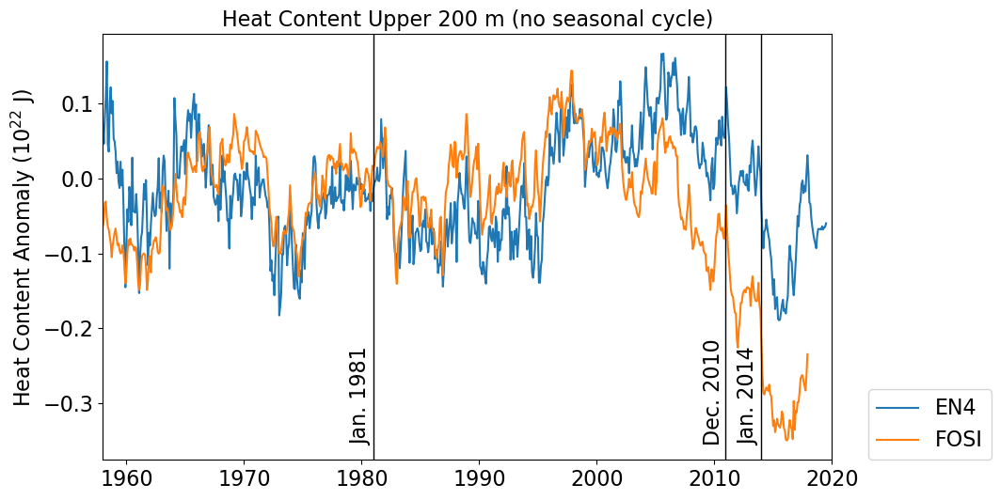 Heat Content Upper 200 m (no seasonal cycle)
Heat Content Anomaly (10²² J)
0.1
0.0
−0.1
−0.2
−0.3
Jan. 1981
Dec. 2010
Jan. 2014
1960
1970
1980
1990
2000
2010
2020
EN4
FOSI